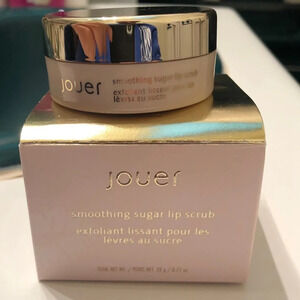 jouer
smoothing sugar lip scrub
exfoliant lissant pour les
lèvres au sucre
jouer
smoothing sugar lip scrub
exfoliant lissant pour les
lèvres au sucre